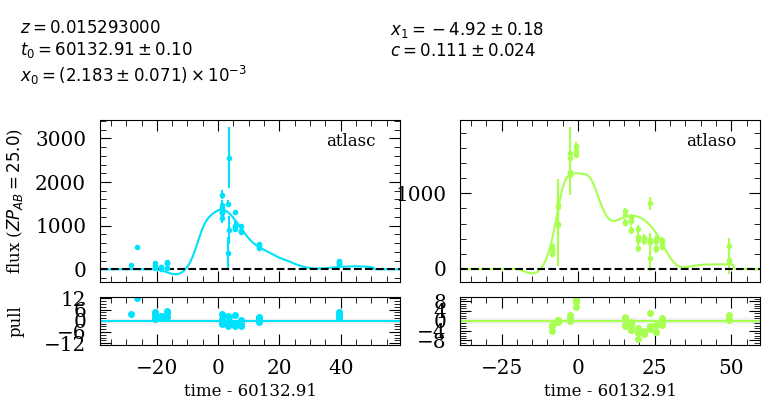 z = 0.015293000
t₀ = 60132.91 ± 0.10
x₀ = (2.183 ± 0.071) × 10⁻³
x₁ = −4.92 ± 0.18
c = 0.111 ± 0.024
flux (ZP_AB = 25.0)
3000
2000
1000
0
atlasc
1000
0
atlaso
pull
12
6
0
−6
−12
8
4
0
−4
−8
−20 0 20 40
−25 0 25 50
time - 60132.91
time - 60132.91